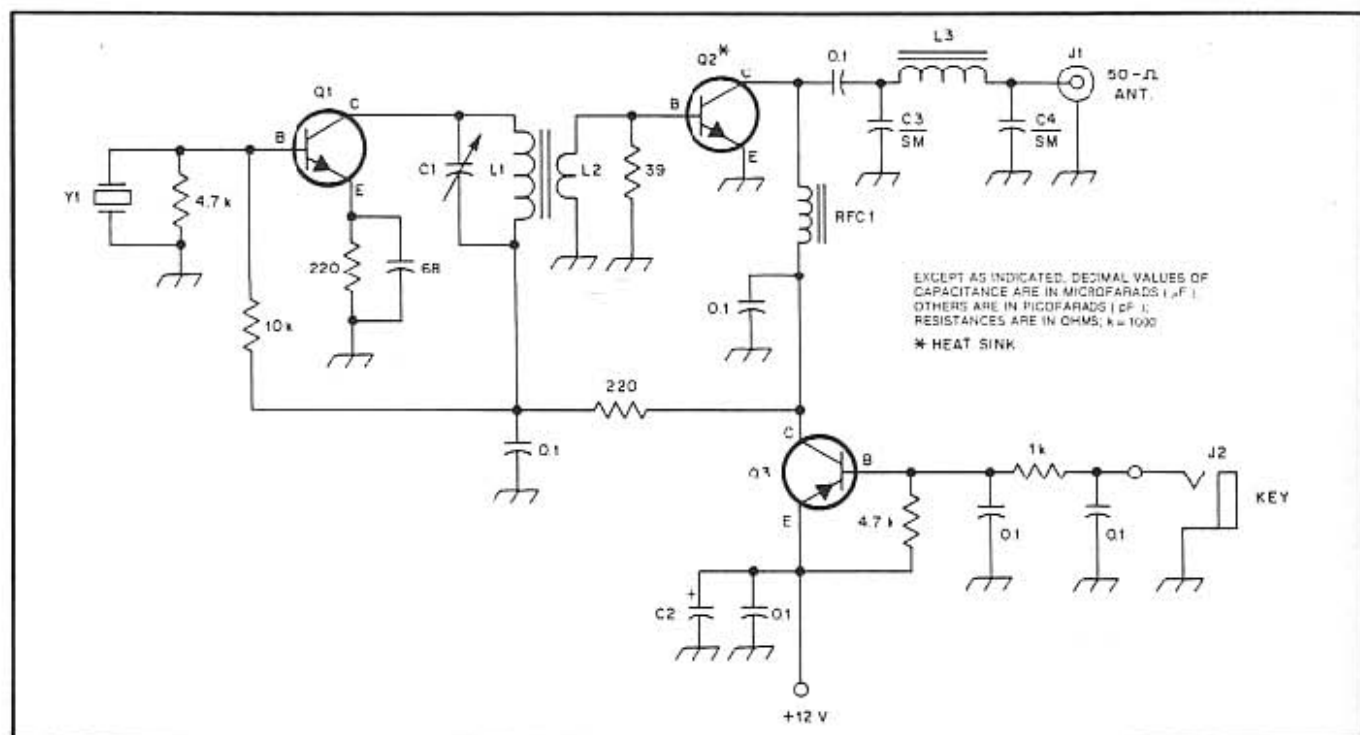 L3
Q2*
0.1
J1
C
50-Ω
ANT.
Q1
C
B
B
C3
SM
C4
SM
E
C1
L1
L2
39
Y1
4.7 k
E
RFC1
220
68
EXCEPT AS INDICATED, DECIMAL VALUES OF
CAPACITANCE ARE IN MICROFARADS (µF);
OTHERS ARE IN PICOFARADS (pF);
RESISTANCES ARE IN OHMS; k = 1000
* HEAT SINK
0.1
10 k
220
C
0.1
Q3
B
1k
J2
KEY
E
4.7 k
0.1
0.1
+
C2
0.1
+12 V